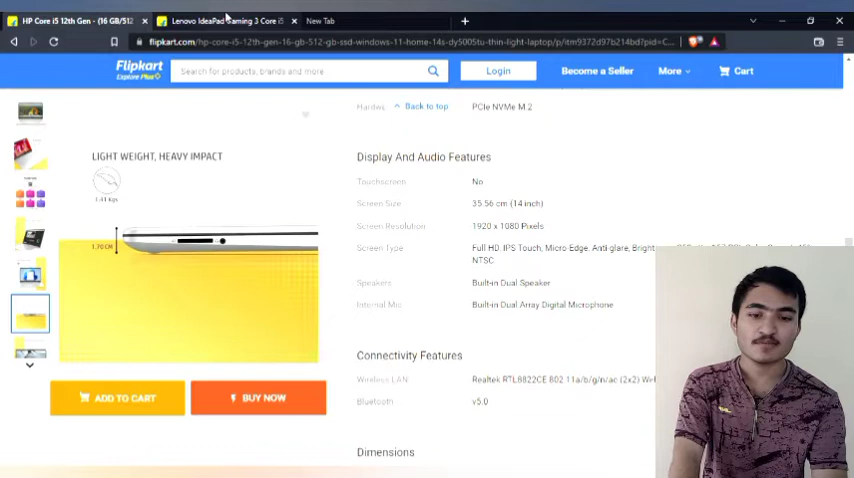 HP Core i5 12th Gen - (16 GB/512
Lenovo IdeaPad Gaming 3 Core i5
New Tab
flipkart.com/hp-core-i5-12th-gen-16-gb-512-gb-ssd-windows-11-home-14s-dy5005tu-thin-light-laptop/p/itm9372d97b214bd?pid=C...
Flipkart
Explore Plus
Search for products, brands and more
Login
Become a Seller
More
Cart
Back to top
PCIe NVMe M.2
LIGHT WEIGHT, HEAVY IMPACT
1.41 Kgs
1.70 CM
Display And Audio Features
Touchscreen No
Screen Size 35.56 cm (14 inch)
Screen Resolution 1920 x 1080 Pixels
Screen Type Full HD, IPS Touch, Micro-Edge, Anti-glare,
NTSC
Speakers Built-in Dual Speaker
Internal Mic Built-in Dual Array Digital Microphone
Connectivity Features
Wireless LAN Realtek RTL8822CE 802.11a/b/g/n/ac (2x2)
Bluetooth v5.0
Dimensions
ADD TO CART
BUY NOW